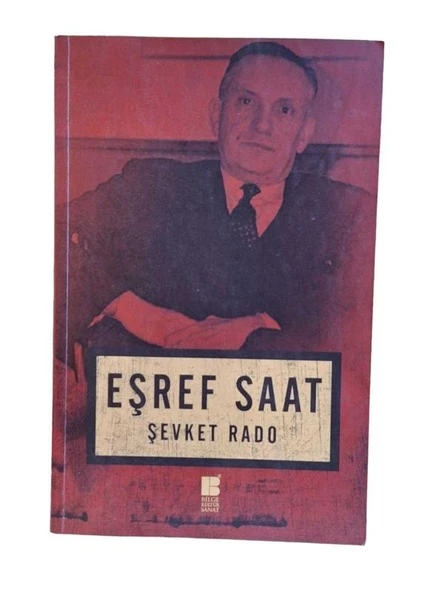 EŞREF SAAT
ŞEVKET RADO
B
BİLGE
KÜLTÜR
SANAT